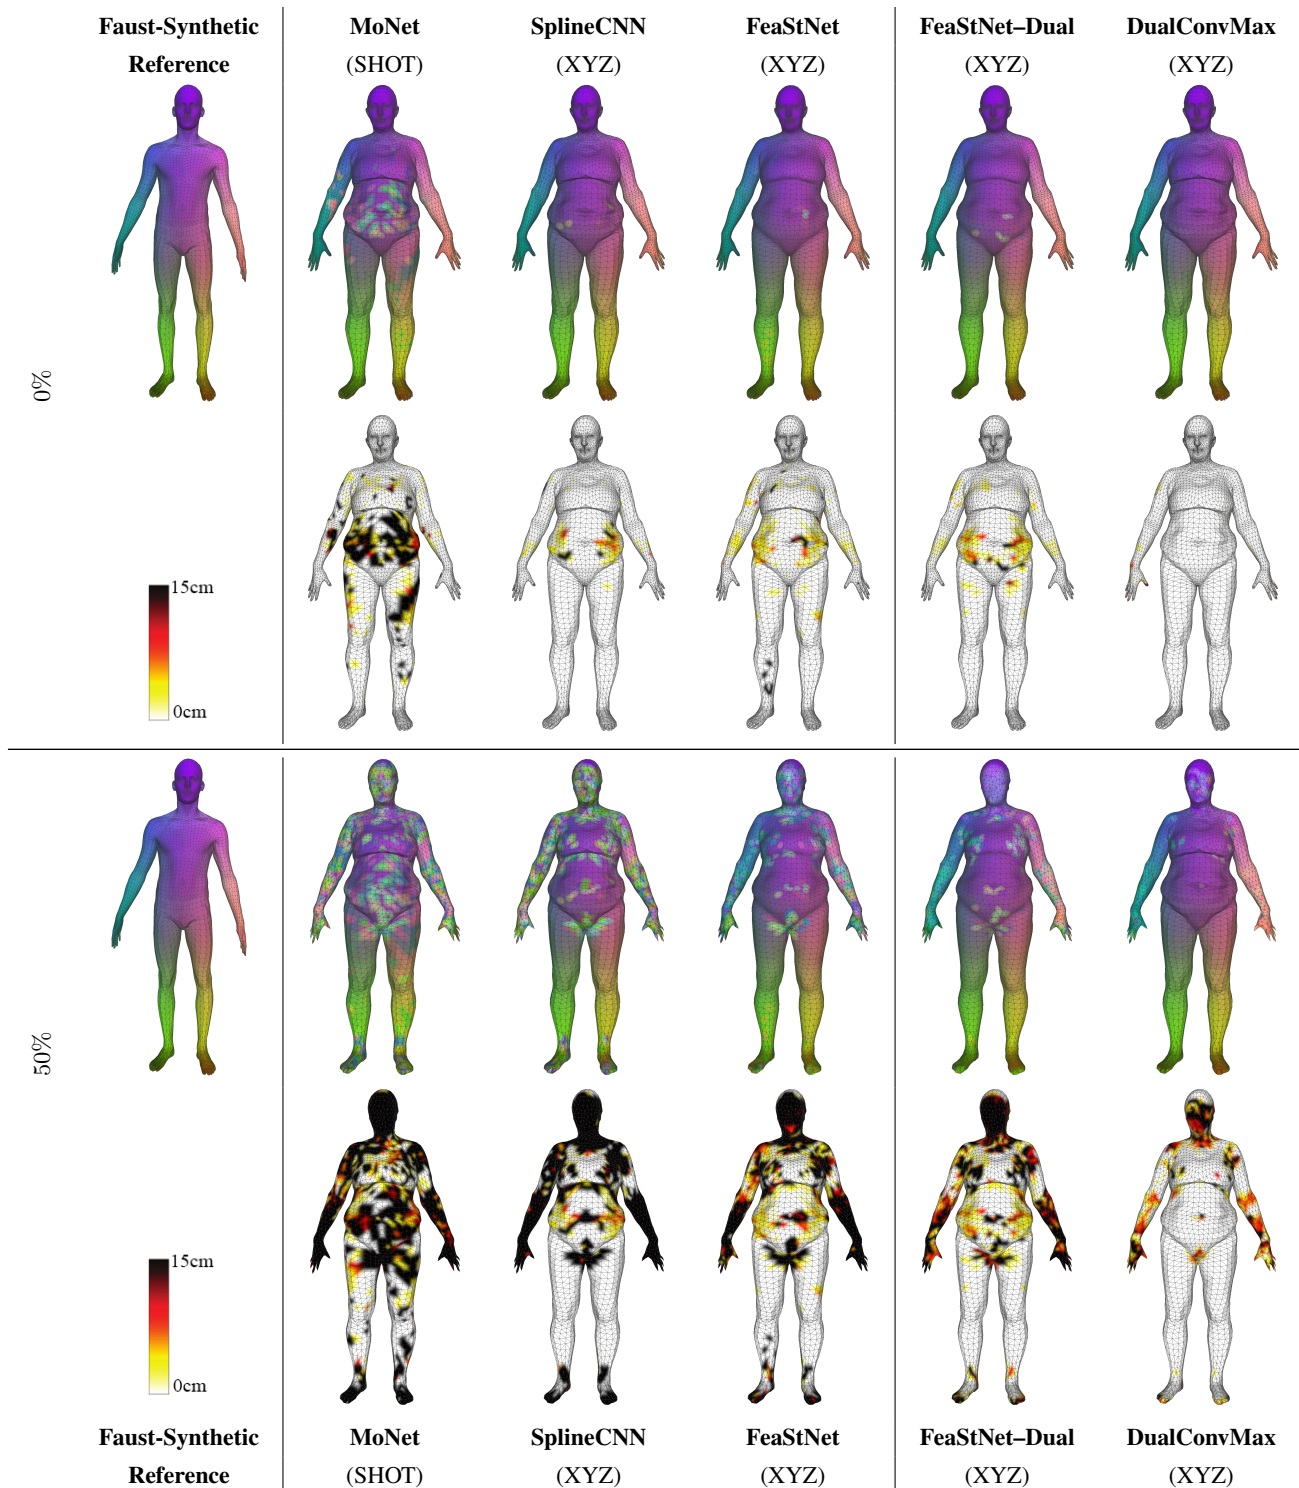 Faust-Synthetic MoNet SplineCNN FeaStNet FeaStNet–Dual DualConvMax
Reference (SHOT) (XYZ) (XYZ) (XYZ) (XYZ)
0%
15cm
0cm
50%
15cm
0cm
Faust-Synthetic MoNet SplineCNN FeaStNet FeaStNet–Dual DualConvMax
Reference (SHOT) (XYZ) (XYZ) (XYZ) (XYZ)